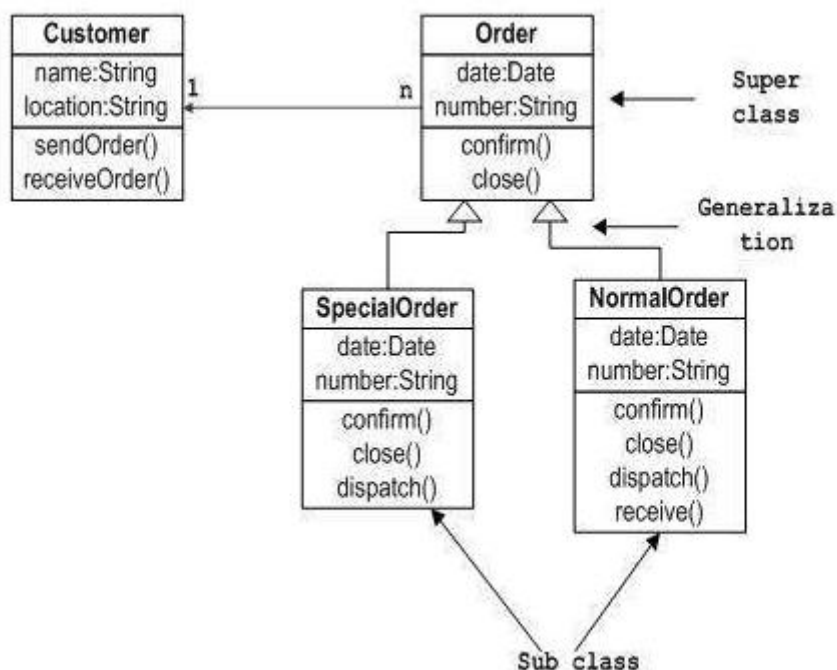 Customer
name:String
location:String
sendOrder()
receiveOrder()
1
n
Order
date:Date
number:String
confirm()
close()
Super
class
Generaliza
tion
SpecialOrder
date:Date
number:String
confirm()
close()
dispatch()
NormalOrder
date:Date
number:String
confirm()
close()
dispatch()
receive()
Sub class